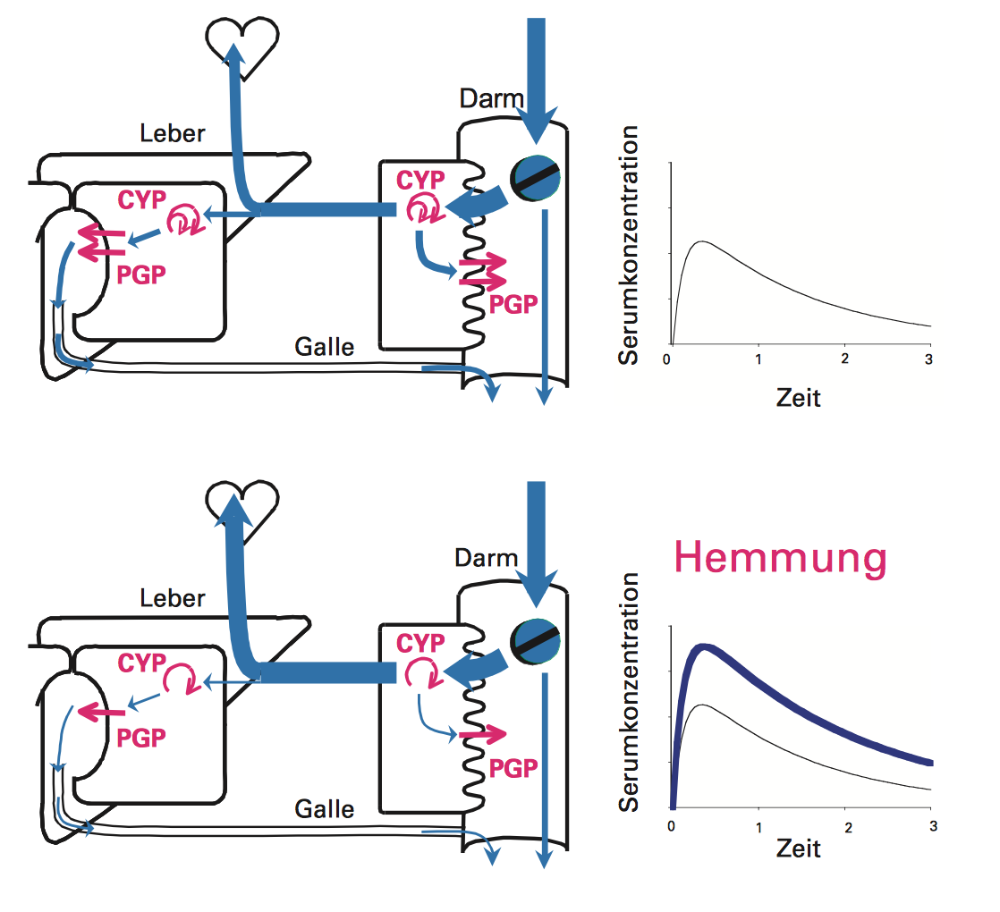 Darm
Leber
CYP
CYP
PGP
PGP
Galle
Serumkonzentration
0
1
2
3
Zeit
Hemmung
Darm
Leber
CYP
CYP
PGP
PGP
Galle
Serumkonzentration
0
1
2
3
Zeit